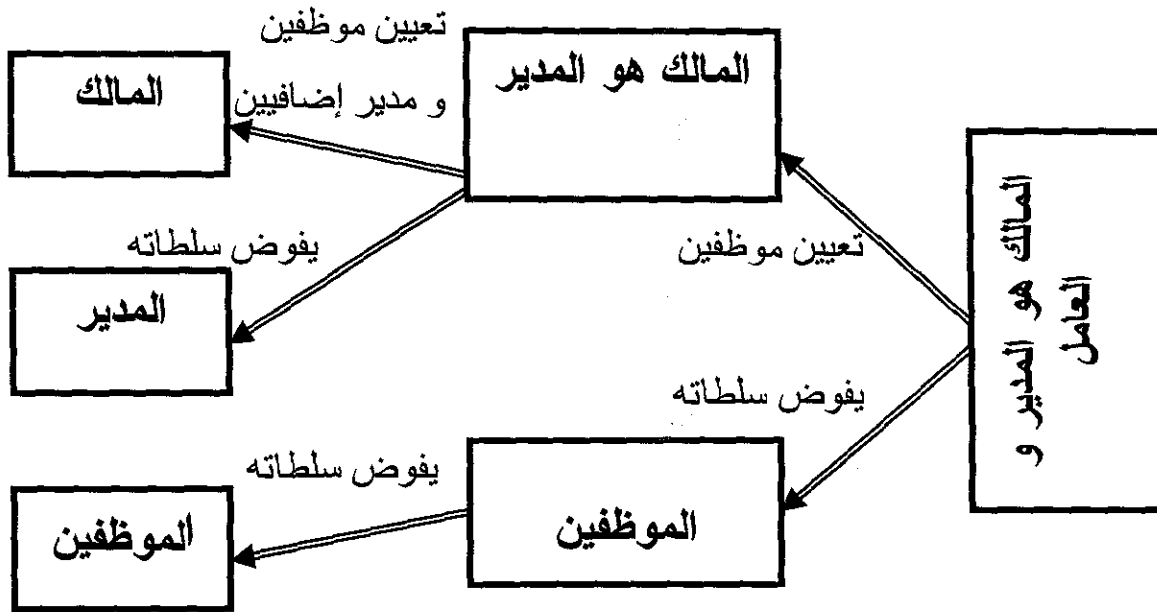 المالك هو المدير و
العامل
تعيين موظفين
يفوض سلطاته
المالك هو المدير
الموظفين
تعيين موظفين
و مدير إضافيين
يفوض سلطاته
يفوض سلطاته
المالك
المدير
الموظفين